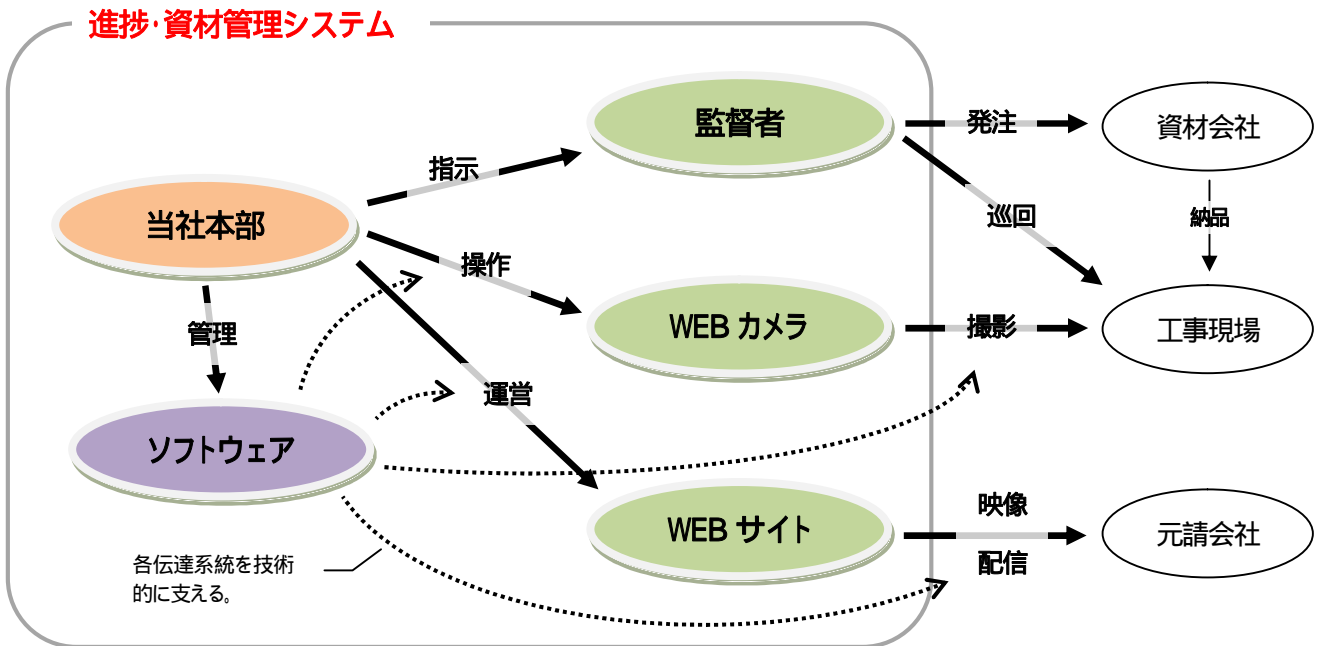 進捗・資材管理システム
監督者
発注
資材会社
指示
当社本部
巡回
納品
操作
WEB カメラ
撮影
工事現場
管理
運営
ソフトウェア
WEB サイト
映像
配信
元請会社
各伝達系統を技術
的に支える。